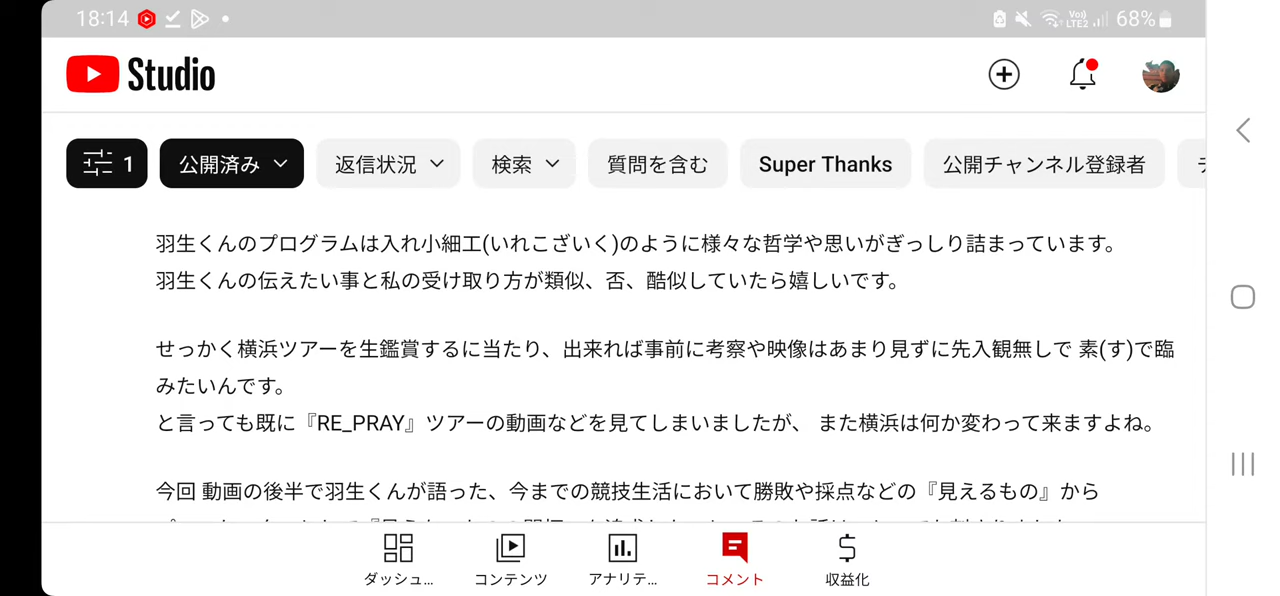 18:14
Vo))
LTE2
68%
Studio
1
公開済み
返信状況
検索
質問を含む
Super Thanks
公開チャンネル登録者
羽生くんのプログラムは入れ小細工(いれこざいく)のように様々な哲学や思いがぎっしり詰まっています。
羽生くんの伝えたい事と私の受け取り方が類似、否、酷似していたら嬉しいです。
せっかく横浜ツアーを生鑑賞するに当たり、出来れば事前に考察や映像はあまり見ずに先入観無しで 素(す)で臨
みたいんです。
と言っても既に『RE_PRAY』ツアーの動画などを見てしまいましたが、 また横浜は何か変わって来ますよね。
今回 動画の後半で羽生くんが語った、今までの競技生活において勝敗や採点などの『見えるもの』から
ダッシュ...
コンテンツ
アナリテ...
コメント
収益化